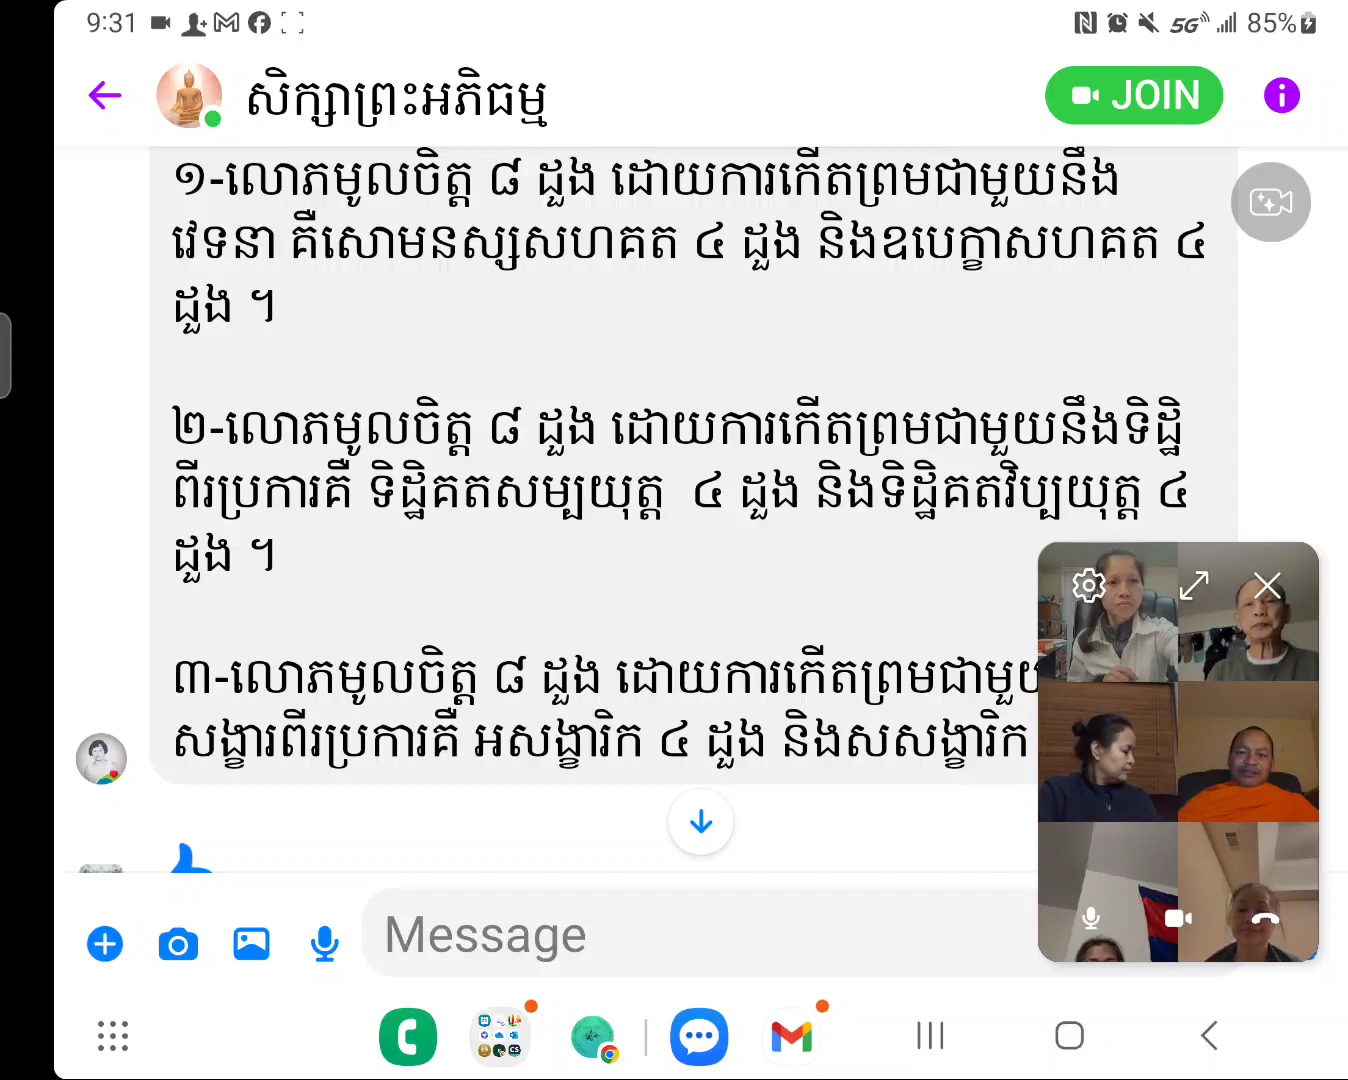 9:31
5G 85%
សិក្សាព្រះអភិធម្ម
JOIN
១-លោភមូលចិត្ត ៨ ដួង ដោយការកើតព្រមជាមួយនឹង
វេទនា គឺសោមនស្សសហគត ៤ ដួង និងឧបេក្ខាសហគត ៤
ដួង ។
២-លោភមូលចិត្ត ៨ ដួង ដោយការកើតព្រមជាមួយនឹងទិដ្ឋិ
ពីរប្រការគឺ ទិដ្ឋិគតសម្បយុត្ត ៤ ដួង និងទិដ្ឋិគតវិប្បយុត្ត ៤
ដួង ។
៣-លោភមូលចិត្ត ៨ ដួង ដោយការកើតព្រមជាមួយ
សង្ខារពីរប្រការគឺ អសង្ខារិក ៤ ដួង និងសសង្ខារិក
Message